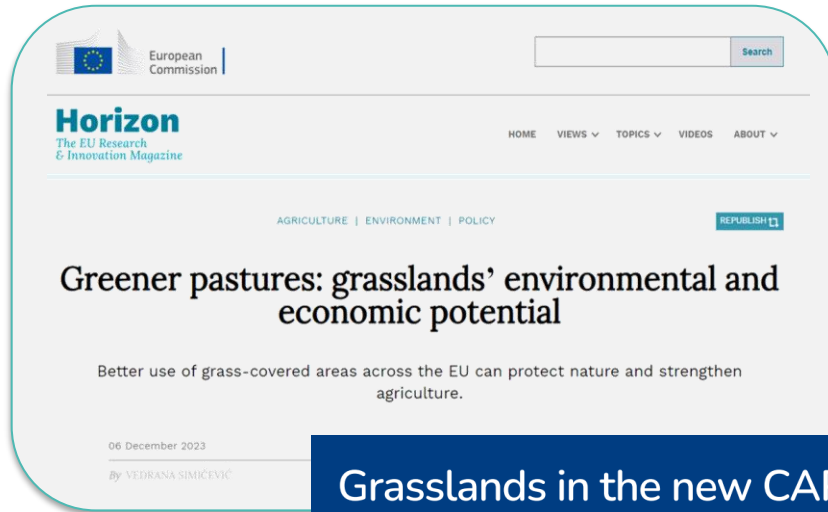 European
Commission
Search
Horizon
The EU Research
& Innovation Magazine
HOME VIEWS TOPICS VIDEOS ABOUT
AGRICULTURE | ENVIRONMENT | POLICY
REPUBLISH
Greener pastures: grasslands’ environmental and
economic potential
Better use of grass-covered areas across the EU can protect nature and strengthen
agriculture.
06 December 2023
By VEDRANA SIMIČEVIĆ
Grasslands in the new